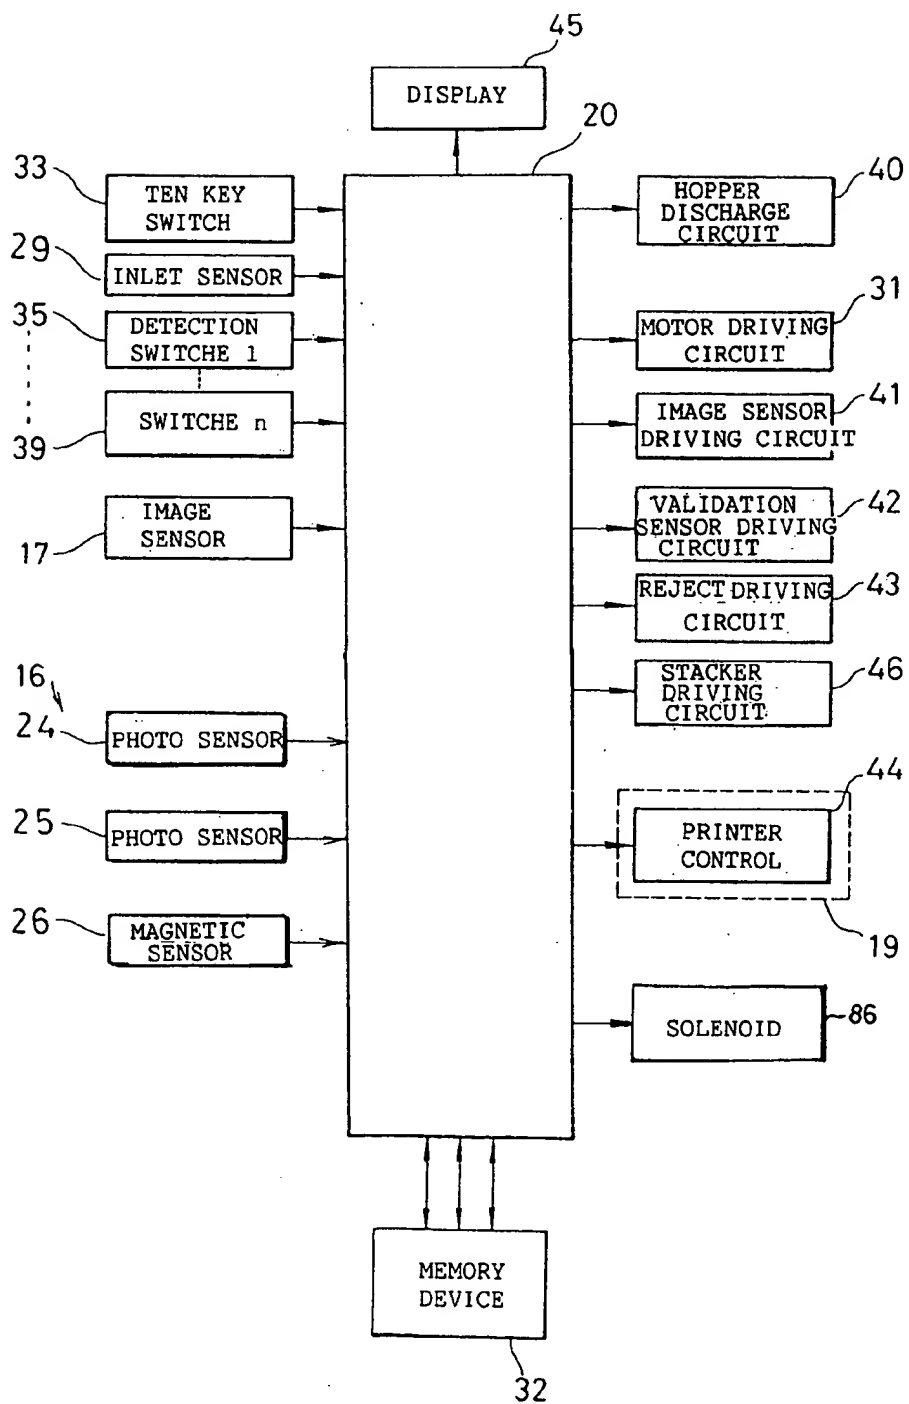 45
DISPLAY
20
33
TEN KEY
SWITCH
29
INLET SENSOR
35
DETECTION
SWITCHE 1
39
SWITCHE n
17
IMAGE
SENSOR
16
24
PHOTO SENSOR
25
PHOTO SENSOR
26
MAGNETIC
SENSOR
40
HOPPER
DISCHARGE
CIRCUIT
31
MOTOR DRIVING
CIRCUIT
41
IMAGE SENSOR
DRIVING CIRCUIT
42
VALIDATION
SENSOR DRIVING
CIRCUIT
43
REJECT DRIVING
CIRCUIT
46
STACKER
DRIVING
CIRCUIT
44
PRINTER
CONTROL
19
SOLENOID
86
MEMORY
DEVICE
32